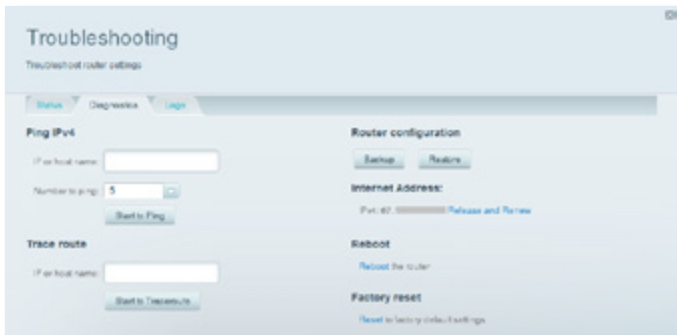 Troubleshooting
Troubleshoot router settings
Status
Diagnostics
Logs
Ping IPv4
IP or host name:
Number to ping: 5
Start to Ping
Trace route
IP or host name:
Start to Traceroute
Router configuration
Backup
Restore
Internet Address:
Release and Renew
Reboot
Reboot the router
Factory reset
Reset to factory default settings